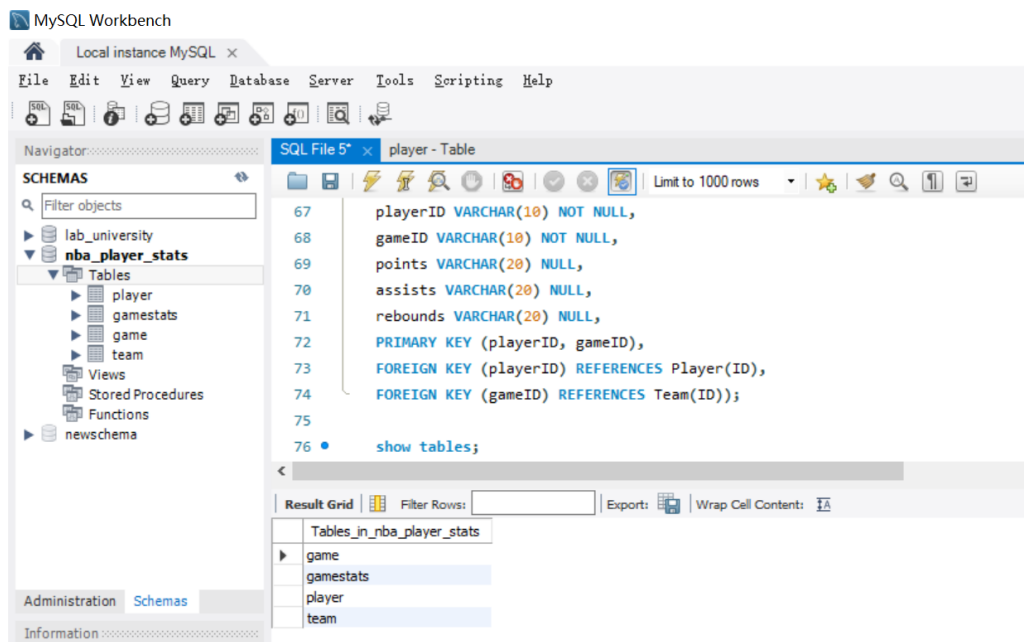 MySQL Workbench
Local instance MySQL ×
File Edit View Query Database Server Tools Scripting Help
SQL SQL
Navigator
SCHEMAS
Filter objects
lab_university
nba_player_stats
Tables
player
gamestats
game
team
Views
Stored Procedures
Functions
newschema
Administration Schemas
Information
SQL File 5* × player - Table
Limit to 1000 rows
67 playerID VARCHAR(10) NOT NULL,
68 gameID VARCHAR(10) NOT NULL,
69 points VARCHAR(20) NULL,
70 assists VARCHAR(20) NULL,
71 rebounds VARCHAR(20) NULL,
72 PRIMARY KEY (playerID, gameID),
73 FOREIGN KEY (playerID) REFERENCES Player(ID),
74 FOREIGN KEY (gameID) REFERENCES Team(ID));
75
76 show tables;
Result Grid Filter Rows: Export: Wrap Cell Content:
Tables_in_nba_player_stats
game
gamestats
player
team